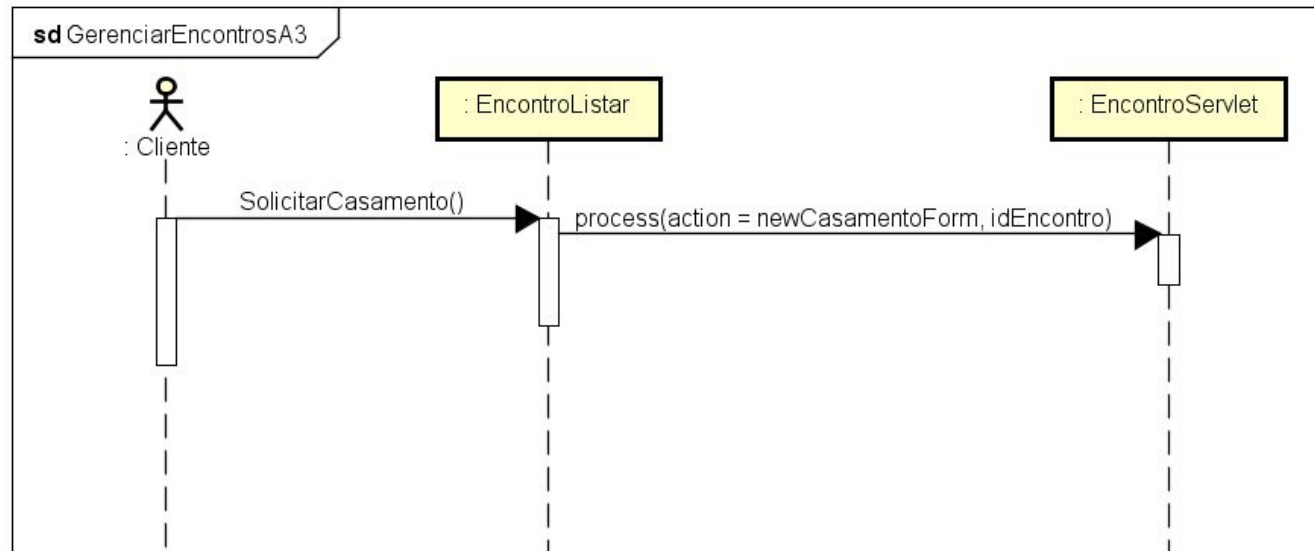 sd GerenciarEncontrosA3
: Cliente
: EncontroListar
: EncontroServlet
SolicitarCasamento()
process(action = newCasamentoForm, idEncontro)